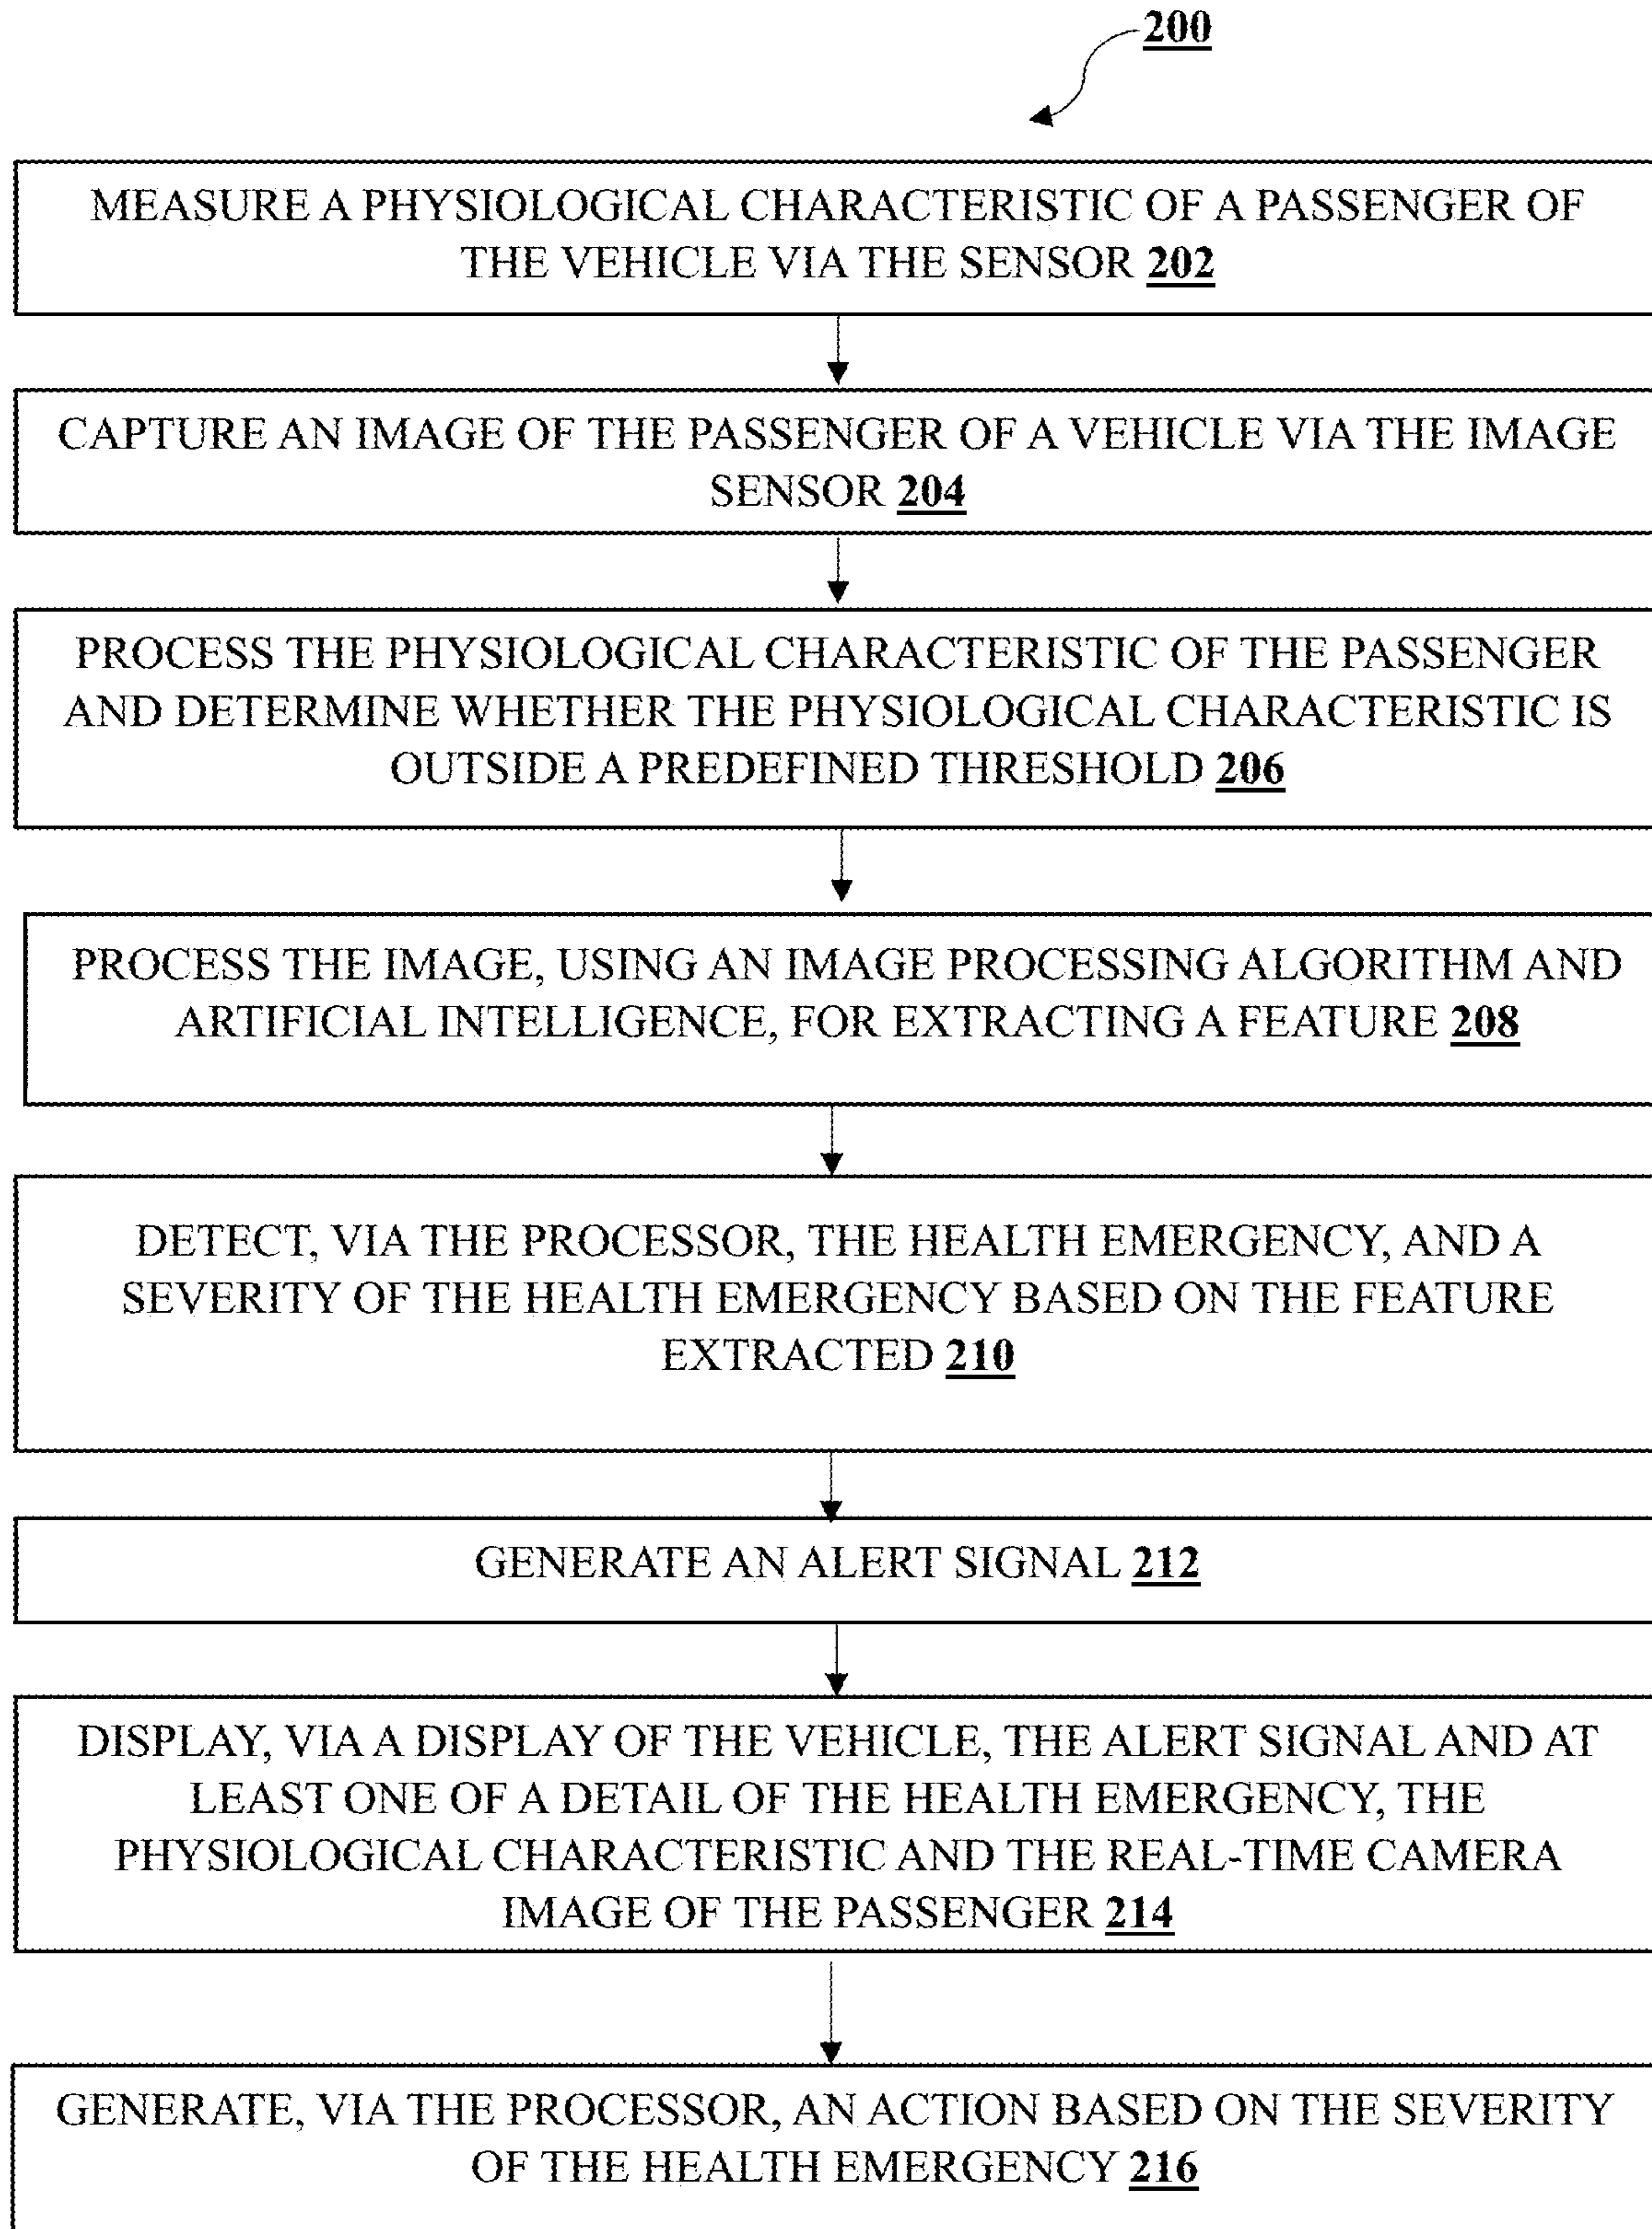 200
MEASURE A PHYSIOLOGICAL CHARACTERISTIC OF A PASSENGER OF
THE VEHICLE VIA THE SENSOR 202
CAPTURE AN IMAGE OF THE PASSENGER OF A VEHICLE VIA THE IMAGE
SENSOR 204
PROCESS THE PHYSIOLOGICAL CHARACTERISTIC OF THE PASSENGER
AND DETERMINE WHETHER THE PHYSIOLOGICAL CHARACTERISTIC IS
OUTSIDE A PREDEFINED THRESHOLD 206
PROCESS THE IMAGE, USING AN IMAGE PROCESSING ALGORITHM AND
ARTIFICIAL INTELLIGENCE, FOR EXTRACTING A FEATURE 208
DETECT, VIA THE PROCESSOR, THE HEALTH EMERGENCY, AND A
SEVERITY OF THE HEALTH EMERGENCY BASED ON THE FEATURE
EXTRACTED 210
GENERATE AN ALERT SIGNAL 212
DISPLAY, VIA A DISPLAY OF THE VEHICLE, THE ALERT SIGNAL AND AT
LEAST ONE OF A DETAIL OF THE HEALTH EMERGENCY, THE
PHYSIOLOGICAL CHARACTERISTIC AND THE REAL-TIME CAMERA
IMAGE OF THE PASSENGER 214
GENERATE, VIA THE PROCESSOR, AN ACTION BASED ON THE SEVERITY
OF THE HEALTH EMERGENCY 216